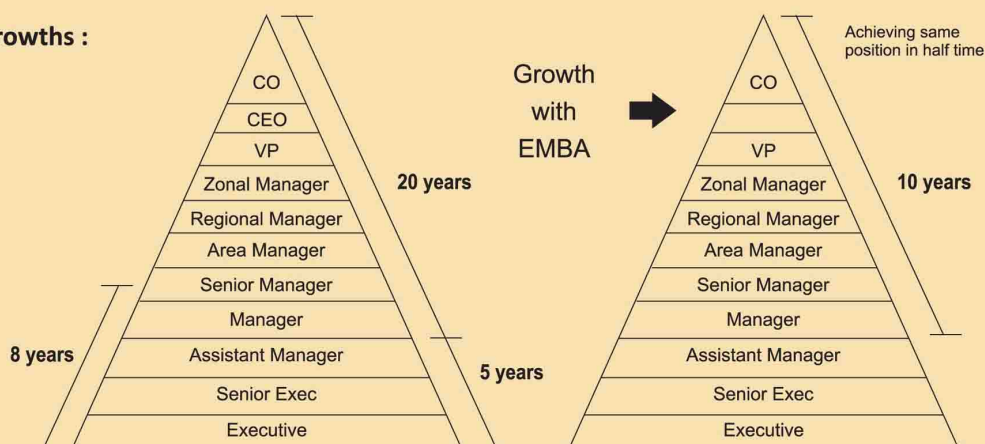 rowths :
CO
CEO
VP
Zonal Manager
Regional Manager
Area Manager
Senior Manager
Manager
Assistant Manager
Senior Exec
Executive
8 years
20 years
5 years
Growth
with
EMBA
CO
VP
Zonal Manager
Regional Manager
Area Manager
Senior Manager
Manager
Assistant Manager
Senior Exec
Executive
Achieving same
position in half time
10 years